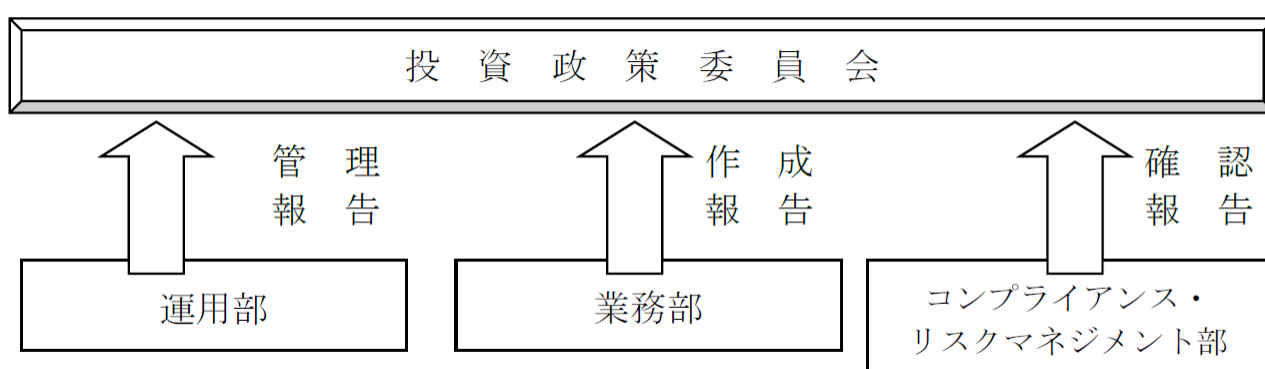 投資政策委員会
管理
報告
作成
報告
確認
報告
運用部
業務部
コンプライアンス・
リスクマネジメント部